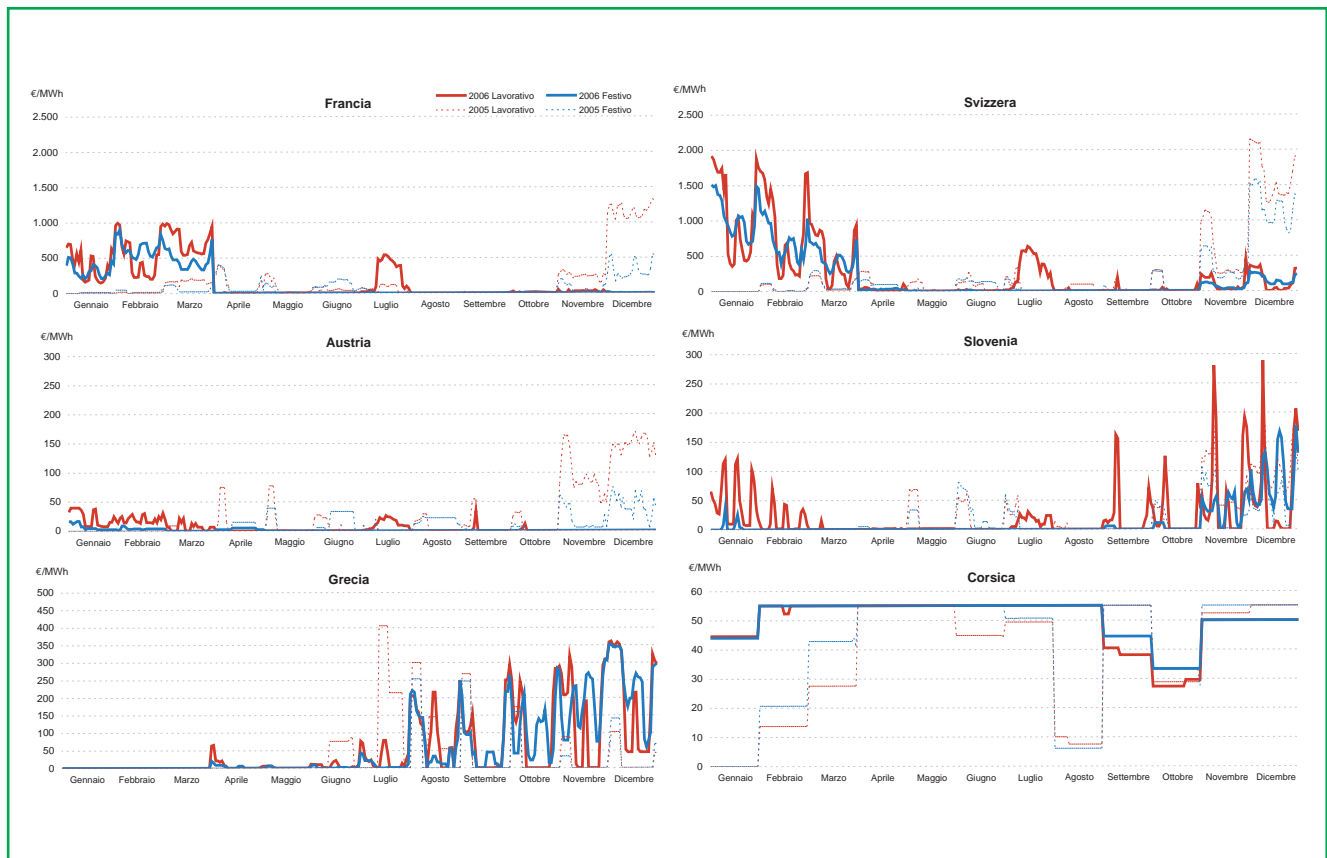 €/MWh
Francia
2006 Lavorativo 2006 Festivo
2005 Lavorativo 2005 Festivo
2.500
2.000
1.500
1.000
500
0
Gennaio Febbraio Marzo Aprile Maggio Giugno Luglio Agosto Settembre Ottobre Novembre Dicembre
€/MWh
Svizzera
2.500
2.000
1.500
1.000
500
0
Gennaio Febbraio Marzo Aprile Maggio Giugno Luglio Agosto Settembre Ottobre Novembre Dicembre
€/MWh
Austria
300
250
200
150
100
50
0
Gennaio Febbraio Marzo Aprile Maggio Giugno Luglio Agosto Settembre Ottobre Novembre Dicembre
€/MWh
Slovenia
300
250
200
150
100
50
0
Gennaio Febbraio Marzo Aprile Maggio Giugno Luglio Agosto Settembre Ottobre Novembre Dicembre
€/MWh
Grecia
500
450
400
350
300
250
200
150
100
50
0
Gennaio Febbraio Marzo Aprile Maggio Giugno Luglio Agosto Settembre Ottobre Novembre Dicembre
€/MWh
Corsica
60
50
40
30
20
10
0
Gennaio Febbraio Marzo Aprile Maggio Giugno Luglio Agosto Settembre Ottobre Novembre Dicembre